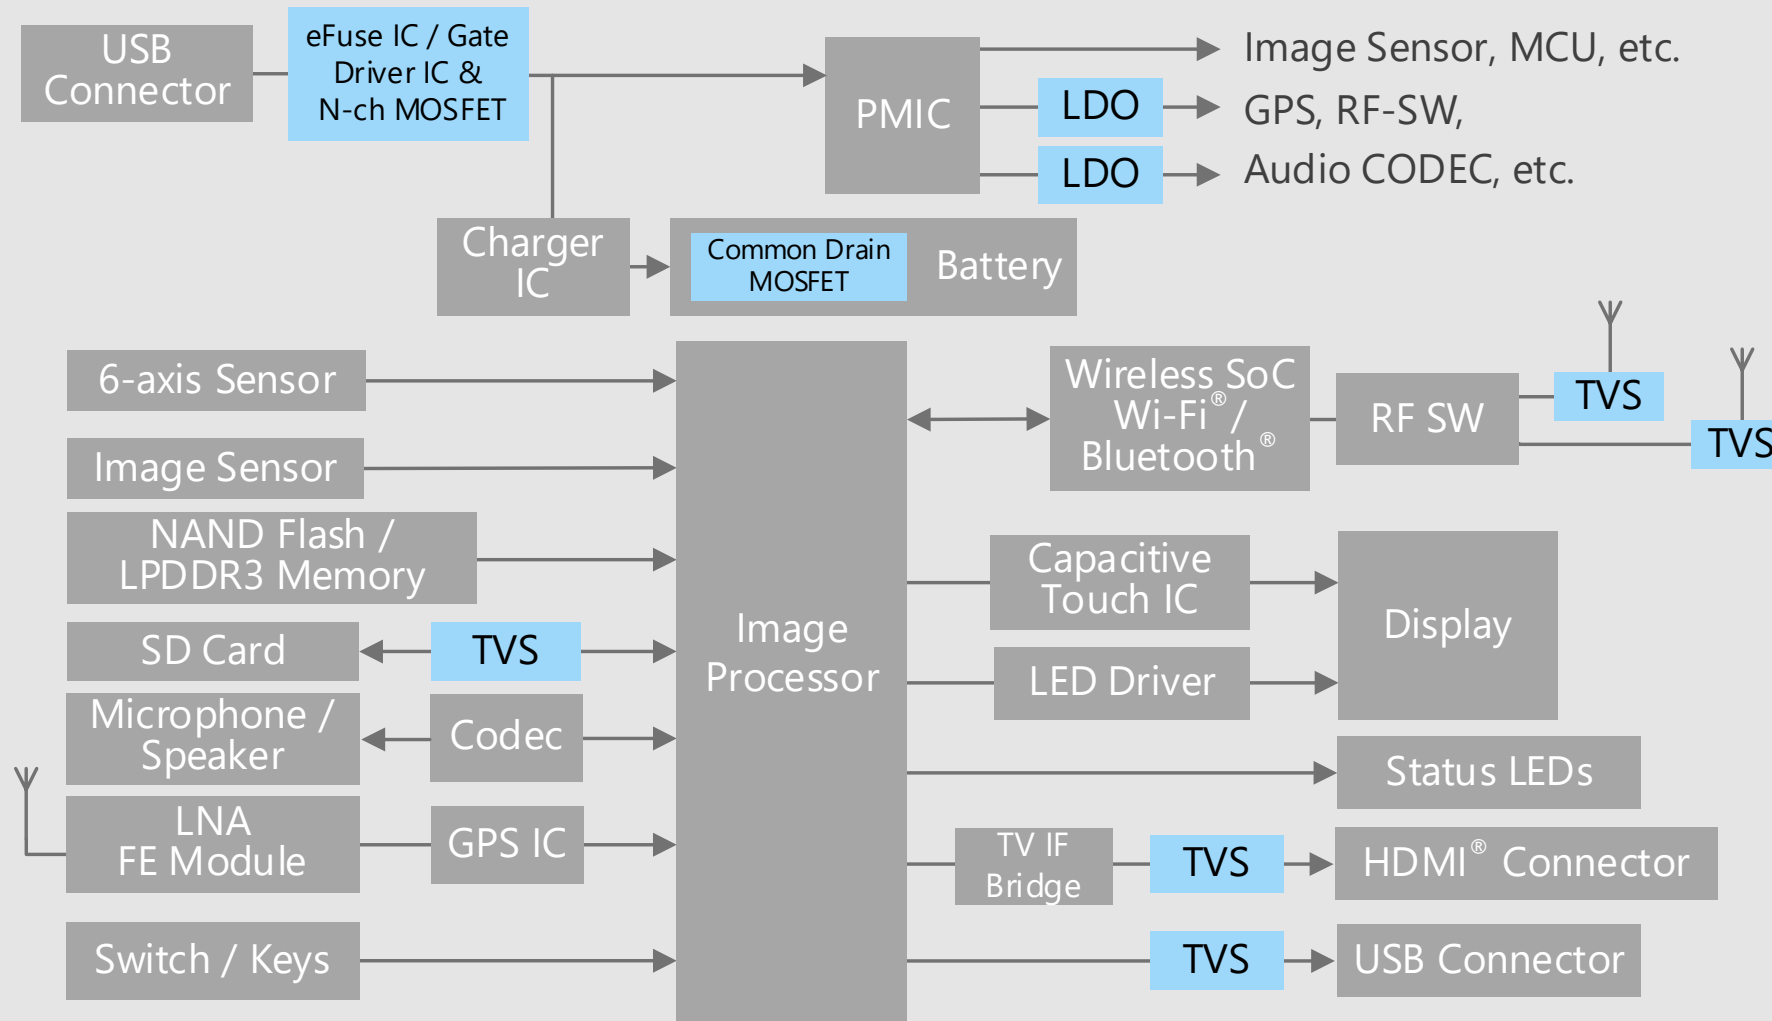 USB
Connector
eFuse IC / Gate
Driver IC &
N-ch MOSFET
PMIC
LDO
LDO
Image Sensor, MCU, etc.
GPS, RF-SW,
Audio CODEC, etc.
Charger
IC
Common Drain
MOSFET
Battery
6-axis Sensor
Image Sensor
NAND Flash /
LPDDR3 Memory
SD Card
TVS
Microphone /
Speaker
Codec
LNA
FE Module
GPS IC
Switch / Keys
Image
Processor
Wireless SoC
Wi-Fi® /
Bluetooth®
RF SW
TVS
TVS
Capacitive
Touch IC
LED Driver
Display
Status LEDs
TV IF
Bridge
TVS
HDMI® Connector
TVS
USB Connector